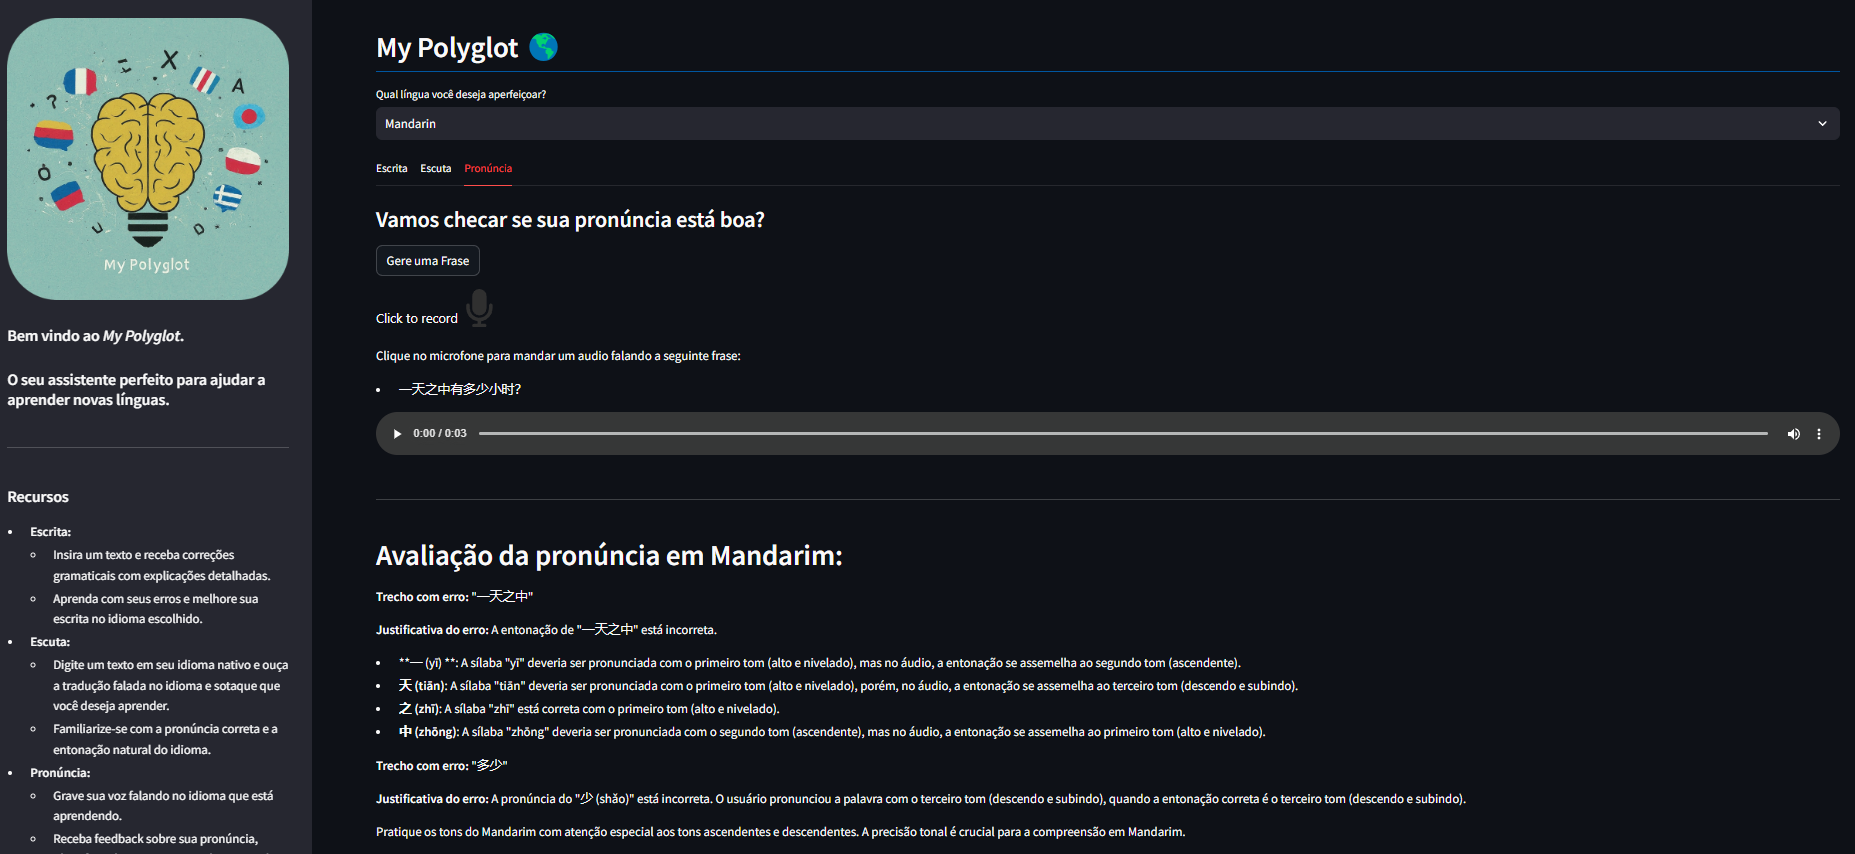 My Polyglot
Bem vindo ao My Polyglot.
O seu assistente perfeito para ajudar a
aprender novas línguas.
Recursos
Escrita:
Insira um texto e receba correções
gramaticais com explicações detalhadas.
Aprenda com seus erros e melhore sua
escrita no idioma escolhido.
Escuta:
Digite um texto em seu idioma nativo e ouça
a tradução falada no idioma e sotaque que
você deseja aprender.
Familiarize-se com a pronúncia correta e a
entonação natural do idioma.
Pronúncia:
Grave sua voz falando no idioma que está
aprendendo.
Receba feedback sobre sua pronúncia,
My Polyglot 🌎
Qual língua você deseja aperfeiçoar?
Mandarin
Escrita Escuta Pronúncia
Vamos checar se sua pronúncia está boa?
Gere uma Frase
Click to record
Clique no microfone para mandar um audio falando a seguinte frase:
一天之中有多少小时?
0:00 / 0:03
Avaliação da pronúncia em Mandarim:
Trecho com erro: "一天之中"
Justificativa do erro: A entonação de "一天之中" está incorreta.
**一 (yī) **: A sílaba "yī" deveria ser pronunciada com o primeiro tom (alto e nivelado), mas no áudio, a entonação se assemelha ao segundo tom (ascendente).
天 (tiān): A sílaba "tiān" deveria ser pronunciada com o primeiro tom (alto e nivelado), porém, no áudio, a entonação se assemelha ao terceiro tom (descendo e subindo).
之 (zhī): A sílaba "zhī" está correta com o primeiro tom (alto e nivelado).
中 (zhōng): A sílaba "zhōng" deveria ser pronunciada com o segundo tom (ascendente), mas no áudio, a entonação se assemelha ao primeiro tom (alto e nivelado).
Trecho com erro: "多少"
Justificativa do erro: A pronúncia do "少 (shǎo)" está incorreta. O usuário pronunciou a palavra com o terceiro tom (descendo e subindo), quando a entonação correta é o terceiro tom (descendo e subindo).
Pratique os tons do Mandarim com atenção especial aos tons ascendentes e descendentes. A precisão tonal é crucial para a compreensão em Mandarim.